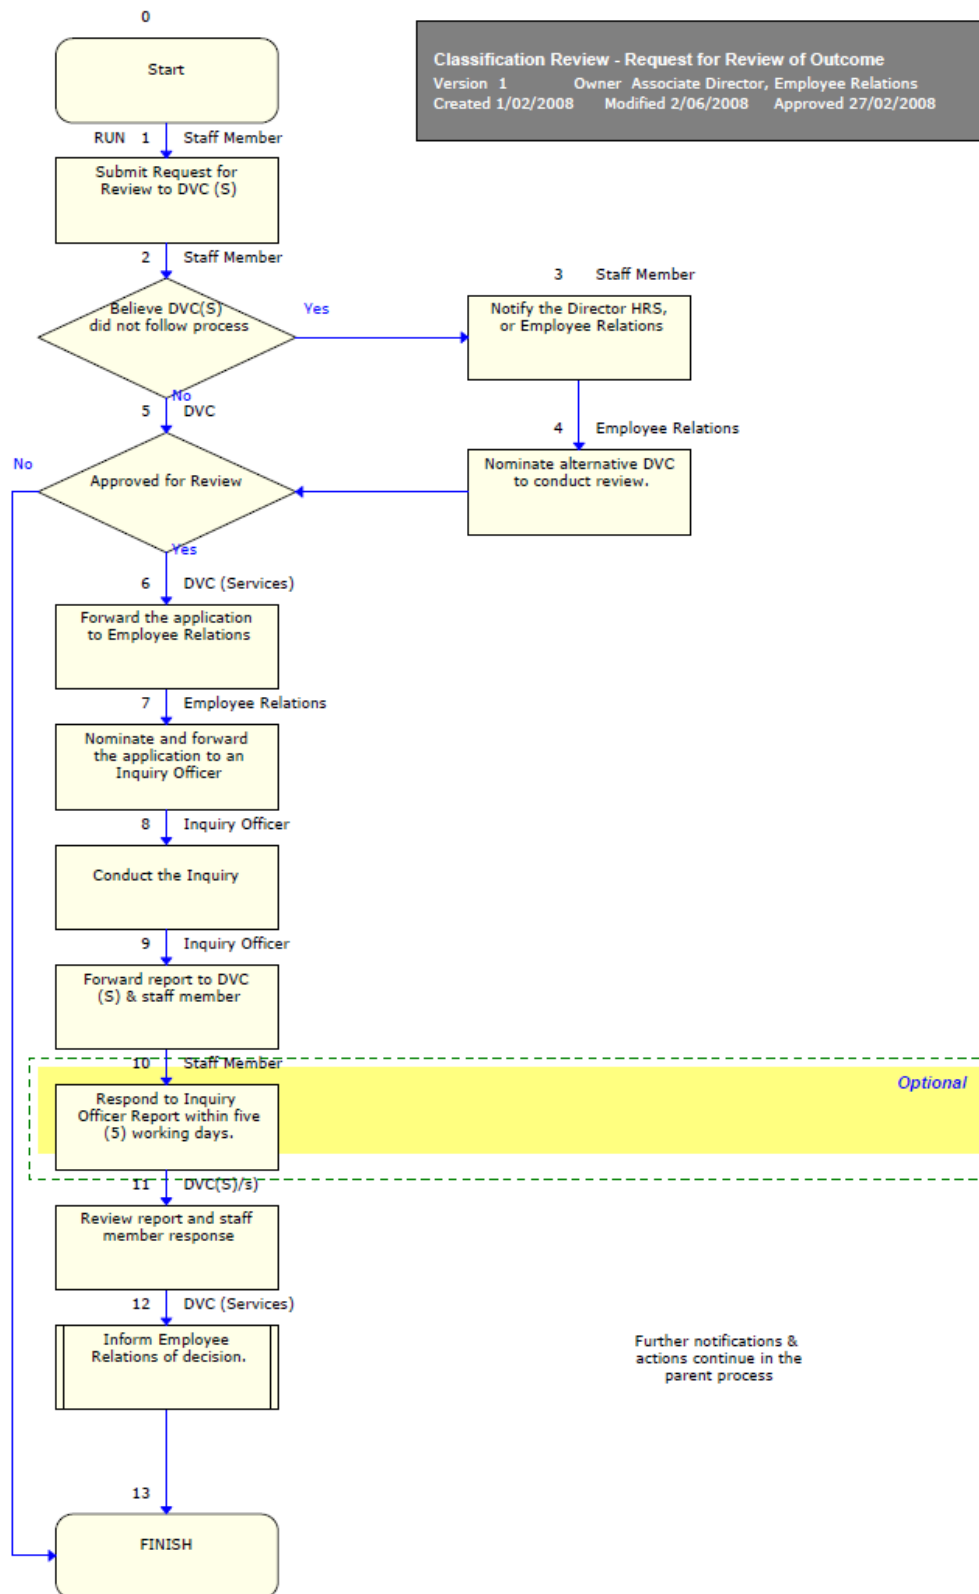 0
Start
Classification Review - Request for Review of Outcome
Version 1 Owner Associate Director, Employee Relations
Created 1/02/2008 Modified 2/06/2008 Approved 27/02/2008
RUN 1 Staff Member
Submit Request for
Review to DVC (S)
2 Staff Member
Believe DVC(S)
did not follow process
Yes
No
3 Staff Member
Notify the Director HRS,
or Employee Relations
4 Employee Relations
Nominate alternative DVC
to conduct review.
5 DVC
No
Approved for Review
Yes
6 DVC (Services)
Forward the application
to Employee Relations
7 Employee Relations
Nominate and forward
the application to an
Inquiry Officer
8 Inquiry Officer
Conduct the Inquiry
9 Inquiry Officer
Forward report to DVC
(S) & staff member
10 Staff Member
Optional
Respond to Inquiry
Officer Report within five
(5) working days.
11 DVC(S)/s)
Review report and staff
member response
12 DVC (Services)
Inform Employee
Relations of decision.
Further notifications &
actions continue in the
parent process
13
FINISH